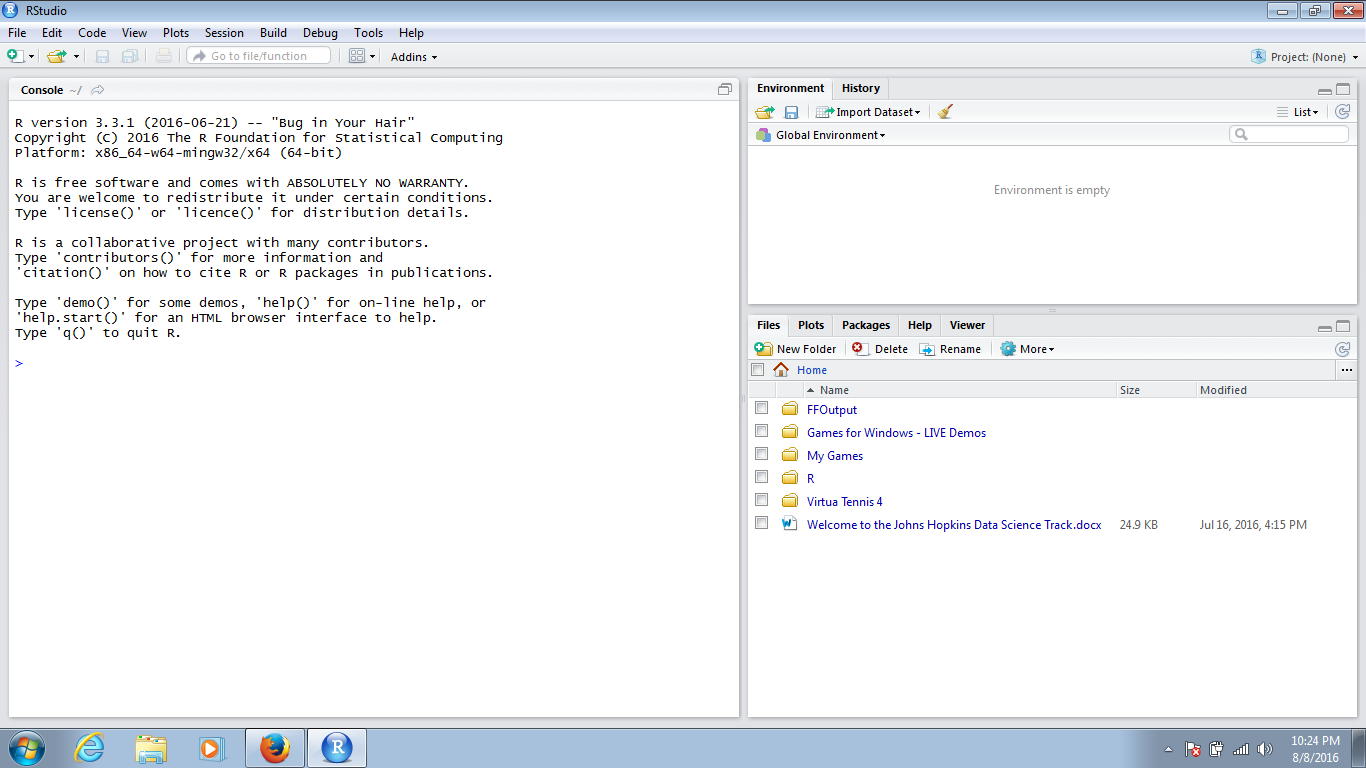 RStudio
File Edit Code View Plots Session Build Debug Tools Help
Go to file/function Addins Project: (None)
Console ~/
R version 3.3.1 (2016-06-21) -- "Bug in Your Hair"
Copyright (C) 2016 The R Foundation for Statistical Computing
Platform: x86_64-w64-mingw32/x64 (64-bit)
R is free software and comes with ABSOLUTELY NO WARRANTY.
You are welcome to redistribute it under certain conditions.
Type 'license()' or 'licence()' for distribution details.
R is a collaborative project with many contributors.
Type 'contributors()' for more information and
'citation()' on how to cite R or R packages in publications.
Type 'demo()' for some demos, 'help()' for on-line help, or
'help.start()' for an HTML browser interface to help.
Type 'q()' to quit R.
>
Environment History
Import Dataset List
Global Environment
Environment is empty
Files Plots Packages Help Viewer
New Folder Delete Rename More
Home ...
Name Size Modified
FFOutput
Games for Windows - LIVE Demos
My Games
R
Virtua Tennis 4
Welcome to the Johns Hopkins Data Science Track.docx 24.9 KB Jul 16, 2016, 4:15 PM
10:24 PM
8/8/2016